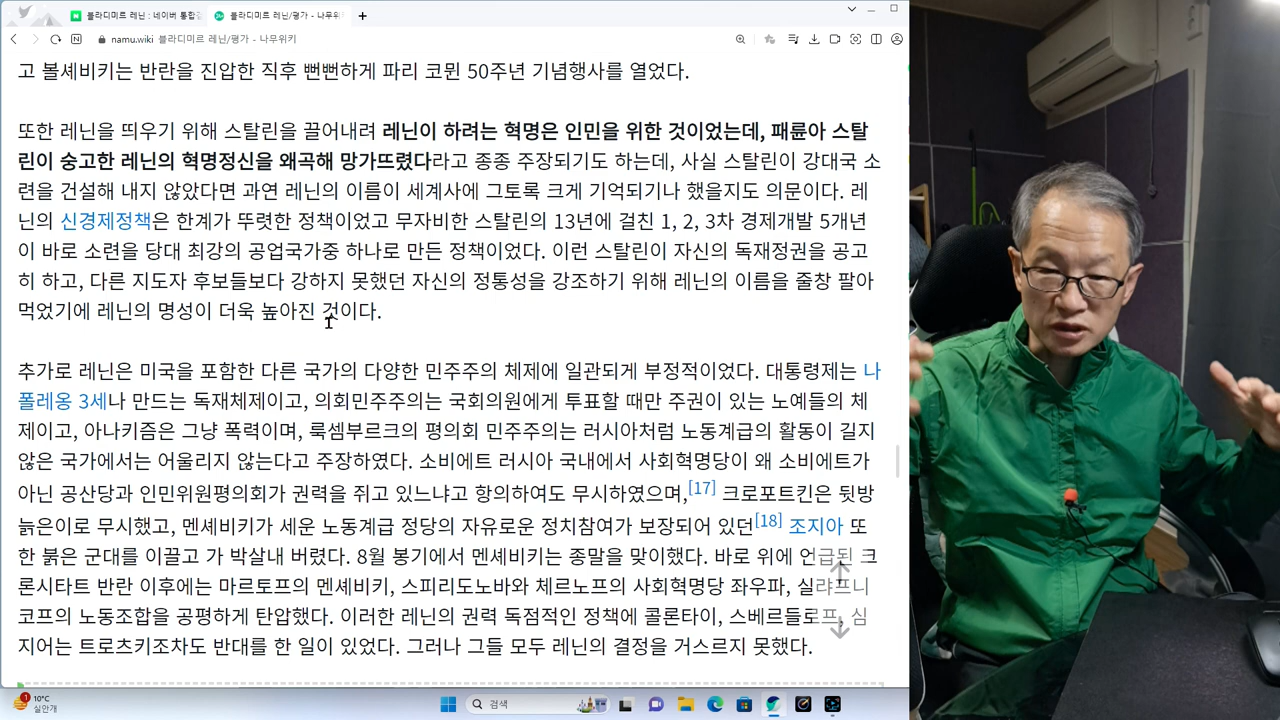 블라디미르 레닌 : 네이버 통합검
블라디미르 레닌/평가 - 나무위키
namu.wiki 블라디미르 레닌/평가 - 나무위키
고 볼셰비키는 반란을 진압한 직후 뻔뻔하게 파리 코뮌 50주년 기념행사를 열었다.
또한 레닌을 띄우기 위해 스탈린을 끌어내려 레닌이 하려는 혁명은 인민을 위한 것이었는데, 패륜아 스탈
린이 숭고한 레닌의 혁명정신을 왜곡해 망가뜨렸다라고 종종 주장되기도 하는데, 사실 스탈린이 강대국 소
련을 건설해 내지 않았다면 과연 레닌의 이름이 세계사에 그토록 크게 기억되기나 했을지도 의문이다. 레
닌의 신경제정책은 한계가 뚜렷한 정책이었고 무자비한 스탈린의 13년에 걸친 1, 2, 3차 경제개발 5개년
이 바로 소련을 당대 최강의 공업국가중 하나로 만든 정책이었다. 이런 스탈린이 자신의 독재정권을 공고
히 하고, 다른 지도자 후보들보다 강하지 못했던 자신의 정통성을 강조하기 위해 레닌의 이름을 줄창 팔아
먹었기에 레닌의 명성이 더욱 높아진 것이다.
추가로 레닌은 미국을 포함한 다른 국가의 다양한 민주주의 체제에 일관되게 부정적이었다. 대통령제는 나
폴레옹 3세나 만드는 독재체제이고, 의회민주주의는 국회의원에게 투표할 때만 주권이 있는 노예들의 체
제이고, 아나키즘은 그냥 폭력이며, 룩셈부르크의 평의회 민주주의는 러시아처럼 노동계급의 활동이 길지
않은 국가에서는 어울리지 않는다고 주장하였다. 소비에트 러시아 국내에서 사회혁명당이 왜 소비에트가
아닌 공산당과 인민위원평의회가 권력을 쥐고 있느냐고 항의하여도 무시하였으며,[17] 크로포트킨은 뒷방
늙은이로 무시했고, 멘셰비키가 세운 노동계급 정당의 자유로운 정치참여가 보장되어 있던[18] 조지아 또
한 붉은 군대를 이끌고 가 박살내 버렸다. 8월 봉기에서 멘셰비키는 종말을 맞이했다. 바로 위에 언급된 크
론시타트 반란 이후에는 마르토프의 멘셰비키, 스피리도노바와 체르노프의 사회혁명당 좌우파, 실랴프니
코프의 노동조합을 공평하게 탄압했다. 이러한 레닌의 권력 독점적인 정책에 콜론타이, 스베르들로프, 심
지어는 트로츠키조차도 반대를 한 일이 있었다. 그러나 그들 모두 레닌의 결정을 거스르지 못했다.
1
10°C
실안개
검색